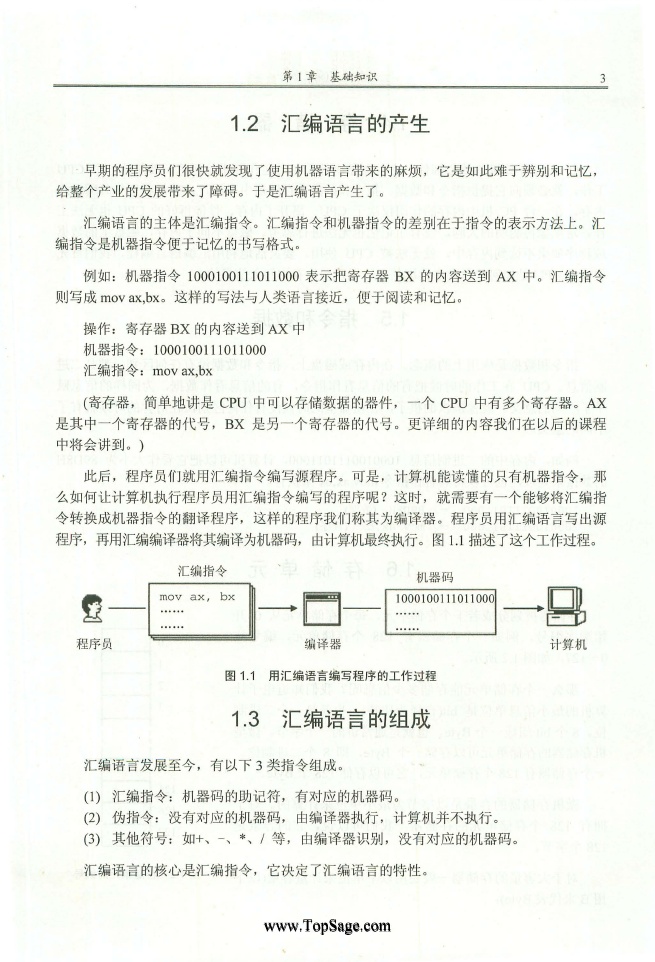 第 1 章 基础知识 3
1.2 汇编语言的产生
早期的程序员们很快就发现了使用机器语言带来的麻烦，它是如此难于辨别和记忆，
给整个产业的发展带来了障碍。于是汇编语言产生了。
汇编语言的主体是汇编指令。汇编指令和机器指令的差别在于指令的表示方法上。汇
编指令是机器指令便于记忆的书写格式。
例如：机器指令 1000100111011000 表示把寄存器 BX 的内容送到 AX 中。汇编指令
则写成 mov ax,bx。这样的写法与人类语言接近，便于阅读和记忆。
操作：寄存器 BX 的内容送到 AX 中
机器指令：1000100111011000
汇编指令：mov ax,bx
(寄存器，简单地讲是 CPU 中可以存储数据的器件，一个 CPU 中有多个寄存器。AX
是其中一个寄存器的代号，BX 是另一个寄存器的代号。更详细的内容我们在以后的课程
中将会讲到。)
此后，程序员们就用汇编指令编写源程序。可是，计算机能读懂的只有机器指令，那
么如何让计算机执行程序员用汇编指令编写的程序呢？这时，就需要有一个能够将汇编指
令转换成机器指令的翻译程序，这样的程序我们称其为编译器。程序员用汇编语言写出源
程序，再用汇编编译器将其编译为机器码，由计算机最终执行。图 1.1 描述了这个工作过程。
汇编指令 机器码
mov ax, bx 1000100111011000
…… ……
…… ……
程序员 编译器 计算机
图 1.1 用汇编语言编写程序的工作过程
1.3 汇编语言的组成
汇编语言发展至今，有以下 3 类指令组成。
(1) 汇编指令：机器码的助记符，有对应的机器码。
(2) 伪指令：没有对应的机器码，由编译器执行，计算机并不执行。
(3) 其他符号：如+、-、*、/ 等，由编译器识别，没有对应的机器码。
汇编语言的核心是汇编指令，它决定了汇编语言的特性。
www.TopSage.com